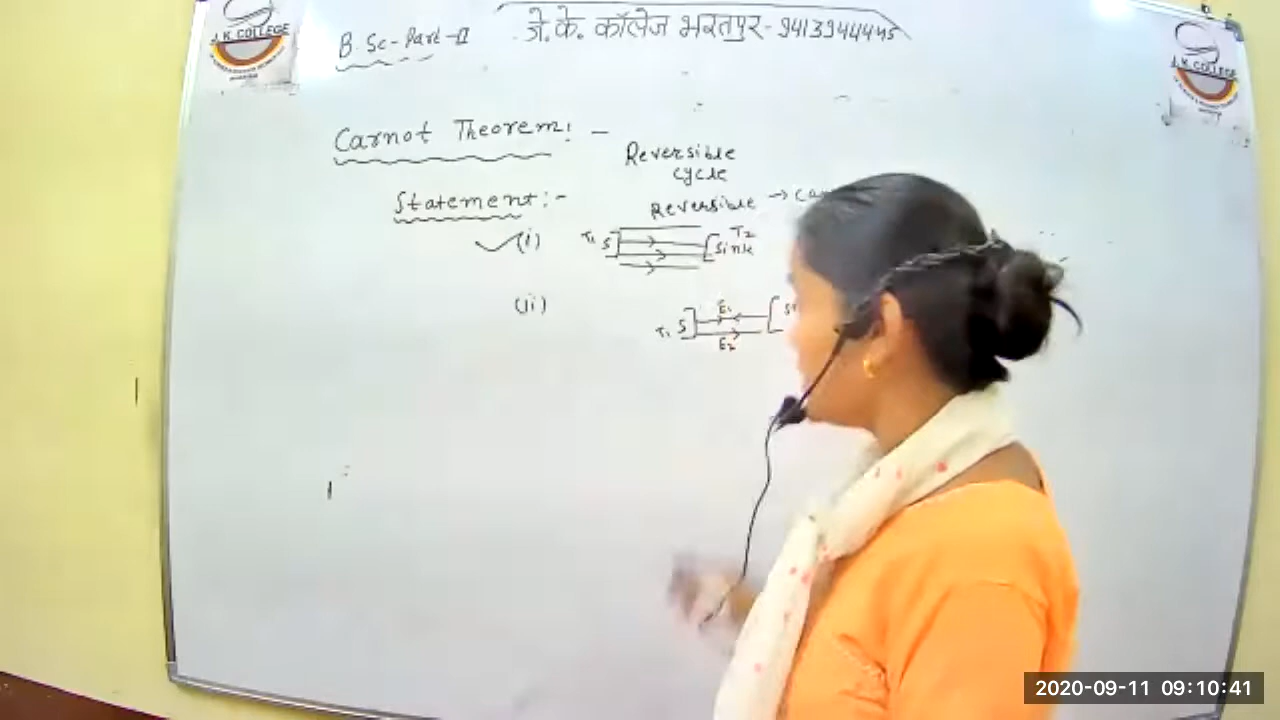 J.K. COLLEGE
B.Sc-Part-II
जे.के. कॉलेज भरतपुर-9413944445
J.K. COLLEGE
Carnot Theorem:-
Reversible
cycle
Statement:-
Reversible →
(i)
T₁ S
T₂
Sink
(ii)
T₁ S
E₁
E₂
2020-09-11 09:10:41